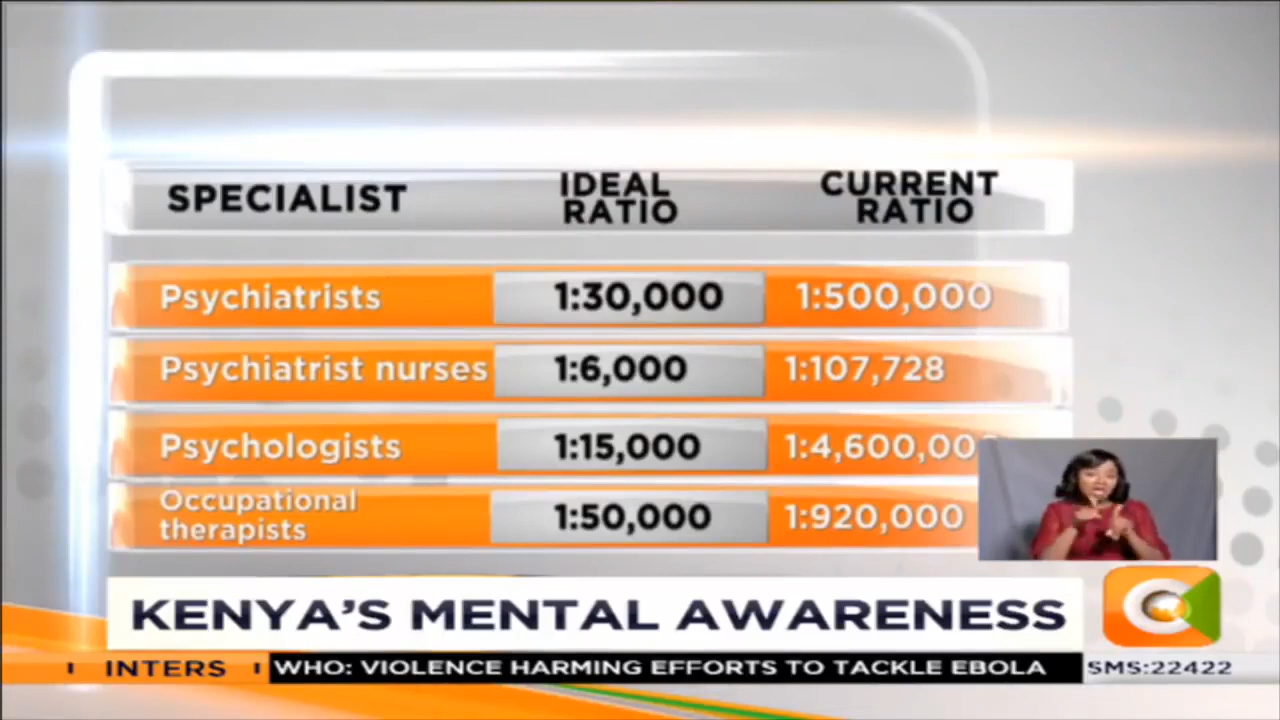 SPECIALIST IDEAL RATIO CURRENT RATIO
Psychiatrists 1:30,000 1:500,000
Psychiatrist nurses 1:6,000 1:107,728
Psychologists 1:15,000
Occupational therapists 1:50,000 1:920,000
KENYA'S MENTAL AWARENESS
INTERS WHO: VIOLENCE HARMING EFFORTS TO TACKLE EBOLA SMS:22422